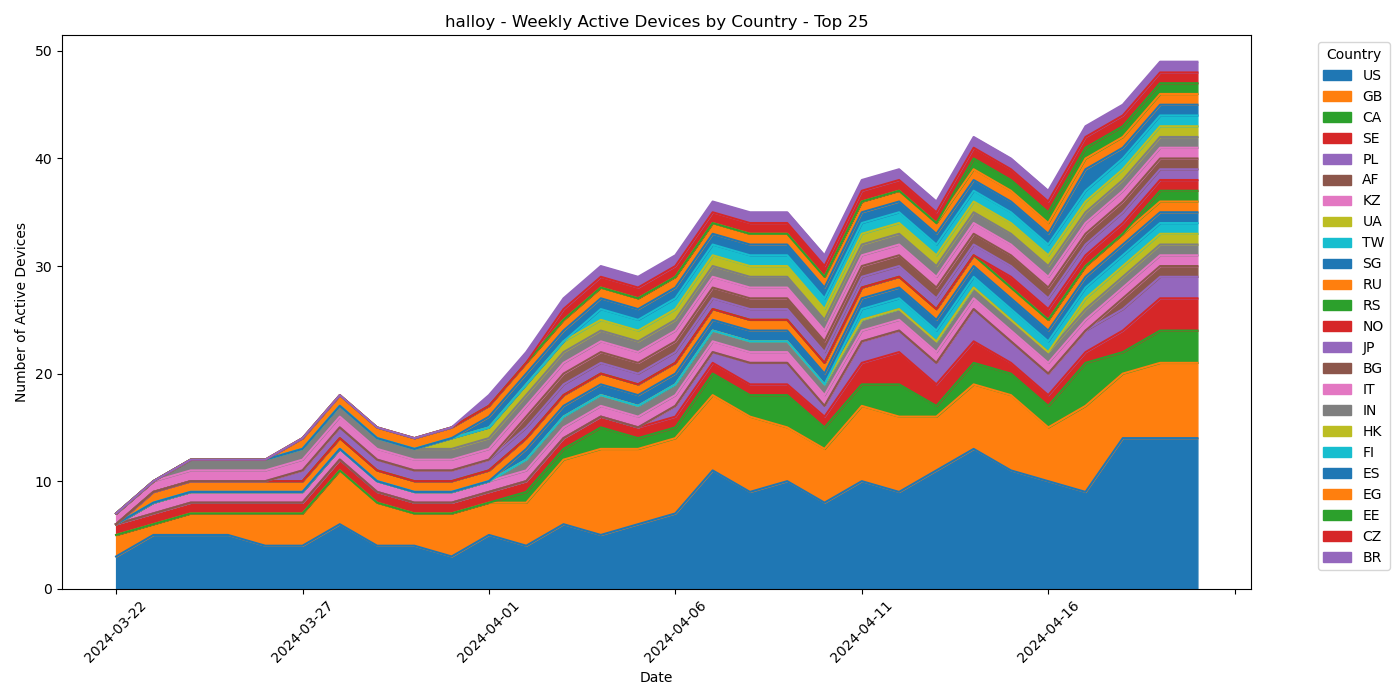 halloy - Weekly Active Devices by Country - Top 25
Number of Active Devices
50
40
30
20
10
0
2024-03-22
2024-03-27
2024-04-01
2024-04-06
2024-04-11
2024-04-16
Date
Country
US
GB
CA
SE
PL
AF
KZ
UA
TW
SG
RU
RS
NO
JP
BG
IT
IN
HK
FI
ES
EG
EE
CZ
BR